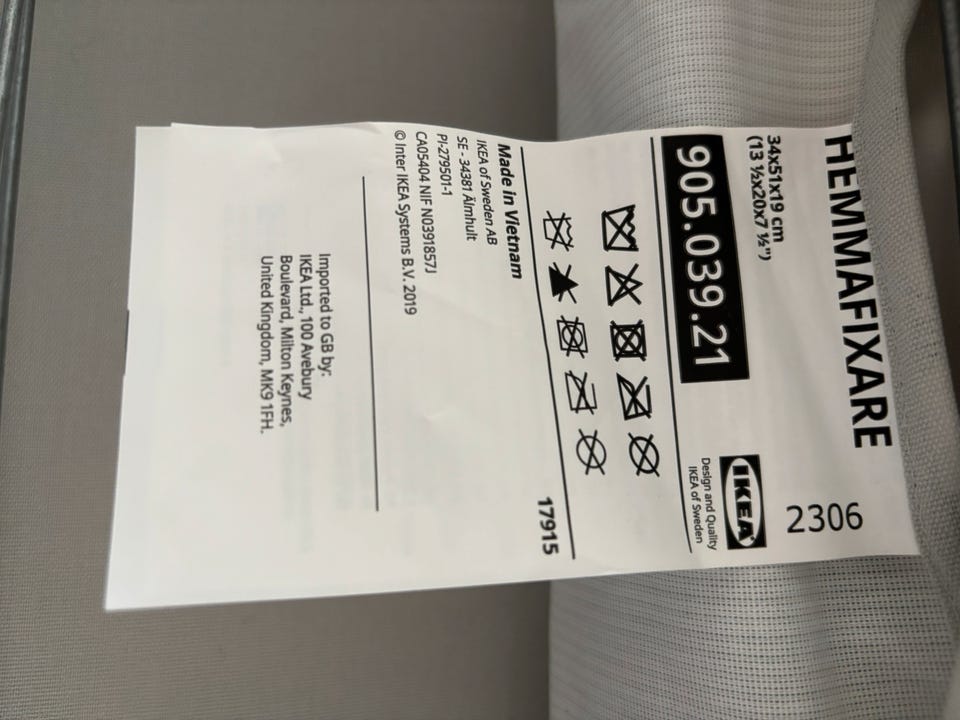 HEMMAFIXARE
2306
34x51x19 cm
(13 ½x20x7 ½")
905.039.21
IKEA
Design and Quality
IKEA of Sweden
Made in Vietnam
IKEA of Sweden AB
SE - 34381 Älmhult
PI-279501-1
CA05404 NIF N0391857J
© Inter IKEA Systems B.V. 2019
17915
Imported to GB by:
IKEA Ltd., 100 Avebury
Boulevard, Milton Keynes,
United Kingdom, MK9 1FH.